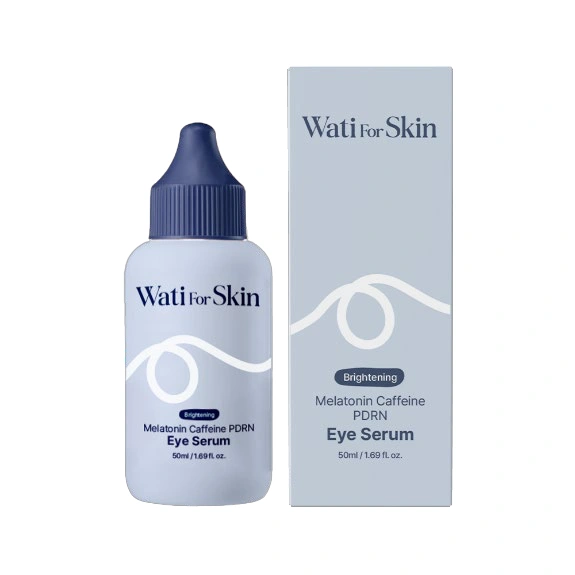 Wati For Skin
Brightening
Melatonin Caffeine PDRN
Eye Serum
50ml / 1.69 fl. oz.
Wati For Skin
Brightening
Melatonin Caffeine
PDRN
Eye Serum
50ml / 1.69 fl. oz.